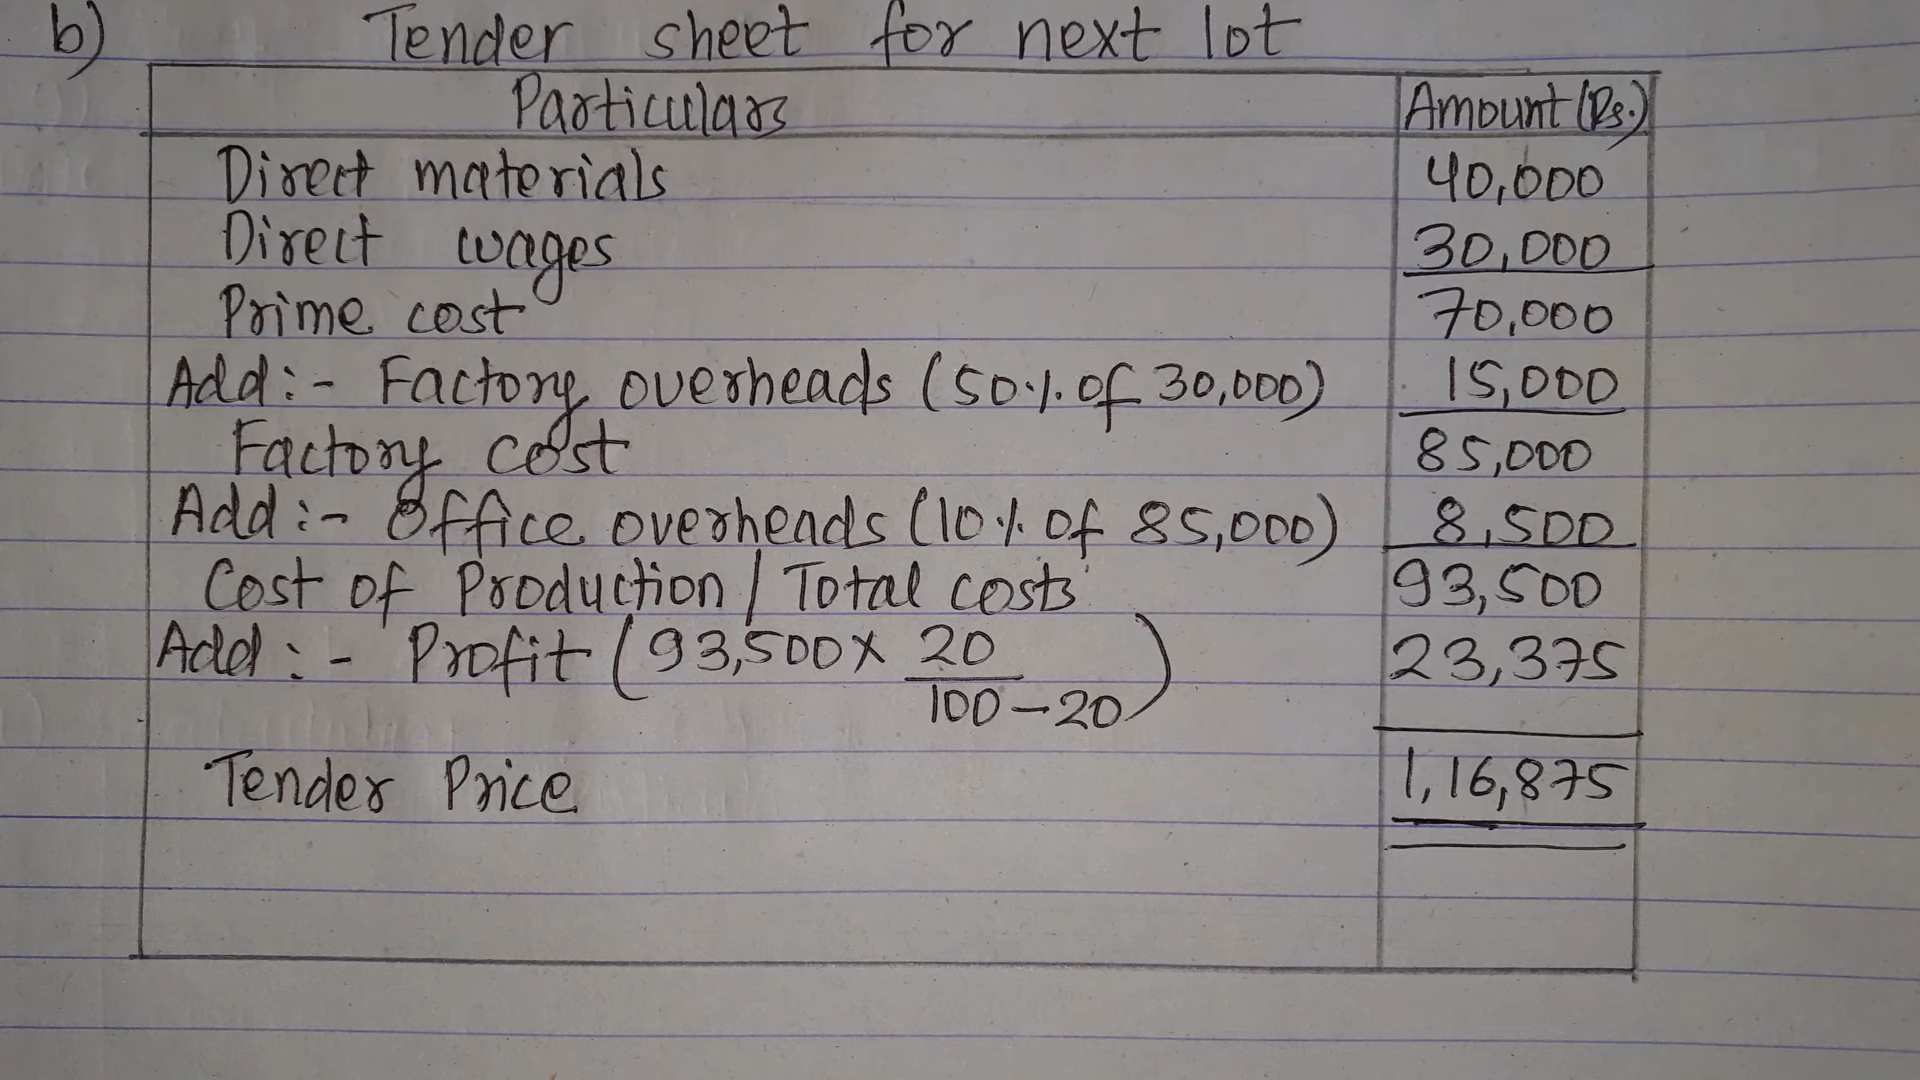 b) Tender sheet for next lot
Particulars Amount (Rs.)
Direct materials 40,000
Direct wages 30,000
Prime cost 70,000
Add :- Factory overheads (50% of 30,000) 15,000
Factory cost 85,000
Add :- Office overheads (10% of 85,000) 8,500
Cost of Production / Total costs 93,500
Add :- Profit (93,500 x 20 / 100 - 20) 23,375
Tender Price 1,16,875